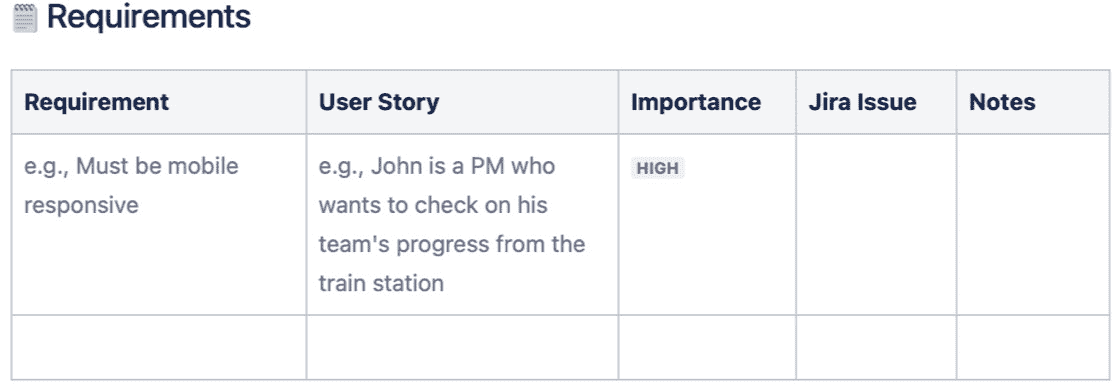 Requirements
Requirement User Story Importance Jira Issue Notes
e.g., Must be mobile
responsive
e.g., John is a PM who
wants to check on his
team's progress from the
train station
HIGH